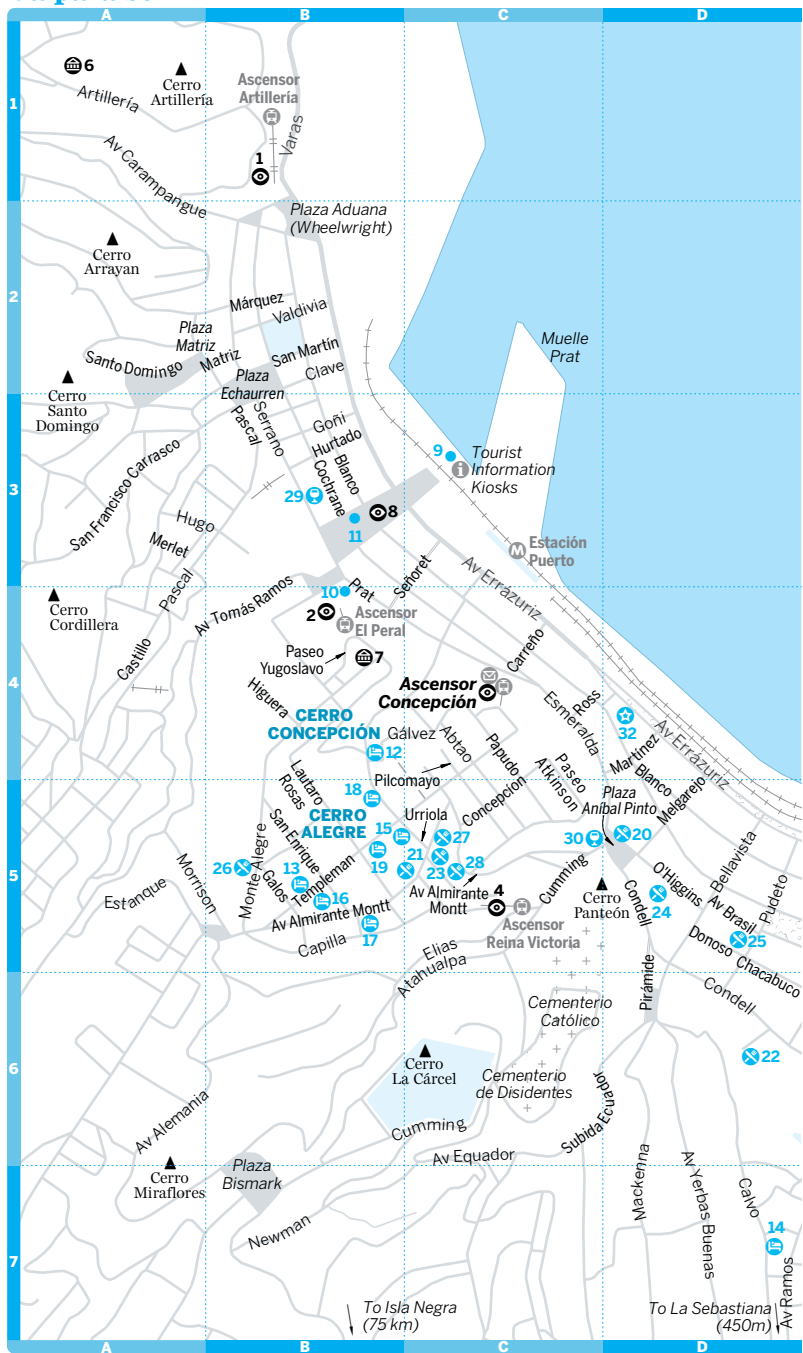 A
B
C
D
1
6
Cerro
Artillería
Artillería
Ascensor
Artillería
Varas
1
Av Carampangue
Plaza Aduana
(Wheelwright)
Cerro
Arrayan
2
Márquez
Valdivia
Plaza
Matriz
Santo Domingo
Matriz
San Martín
Plaza
Echaurren
Clave
Muelle
Prat
Cerro
Santo
Domingo
Pascal
Serrano
Goñi
Hurtado
Blanco
Cochrane
3
San Francisco Carrasco
Hugo
Merlet
29
8
11
9
Tourist
Information
Kiosks
Estación
Puerto
Cerro
Cordillera
Pascal
Castillo
Av Tomás Ramos
10
Prat
Señoret
Av Errázuriz
2
Ascensor
El Peral
Paseo
Yugoslavo
7
4
Higuera
Ascensor
Concepción
Carreño
Ross
Esmeralda
32
Av Errázuriz
CERRO
CONCEPCIÓN
12
Gálvez
Abtao
Pilcomayo
Papudo
Concepcion
Paseo
Atkinson
Martinez
Blanco
Melgarejo
Plaza
Aníbal Pinto
Lautaro
Rosas
18
CERRO
ALEGRE
15
Urriola
27
30
20
5
Morrison
Estanque
Monte Alegre
26
San Enrique
Galos
13
Templeman
16
19
21
23
28
Av Almirante
Montt
Cumming
Cerro
Panteón
Condell
O'Higgins
24
Bellavista
Av Brasil
Pudeto
25
Donoso
Chacabuco
Av Almirante Montt
17
Capilla
4
Ascensor
Reina Victoria
Elias
Atahualpa
Cementerio
Católico
Pirámide
Condell
6
Cerro
La Cárcel
Cementerio
de Disidentes
22
Subida Ecuador
Av Alemania
Cumming
Av Equador
Cerro
Miraflores
Plaza
Bismark
Newman
Mackenna
Av Yerbas Buenas
Calvo
14
7
Av Ramos
To Isla Negra
(75 km)
To La Sebastiana
(450m)
A
B
C
D